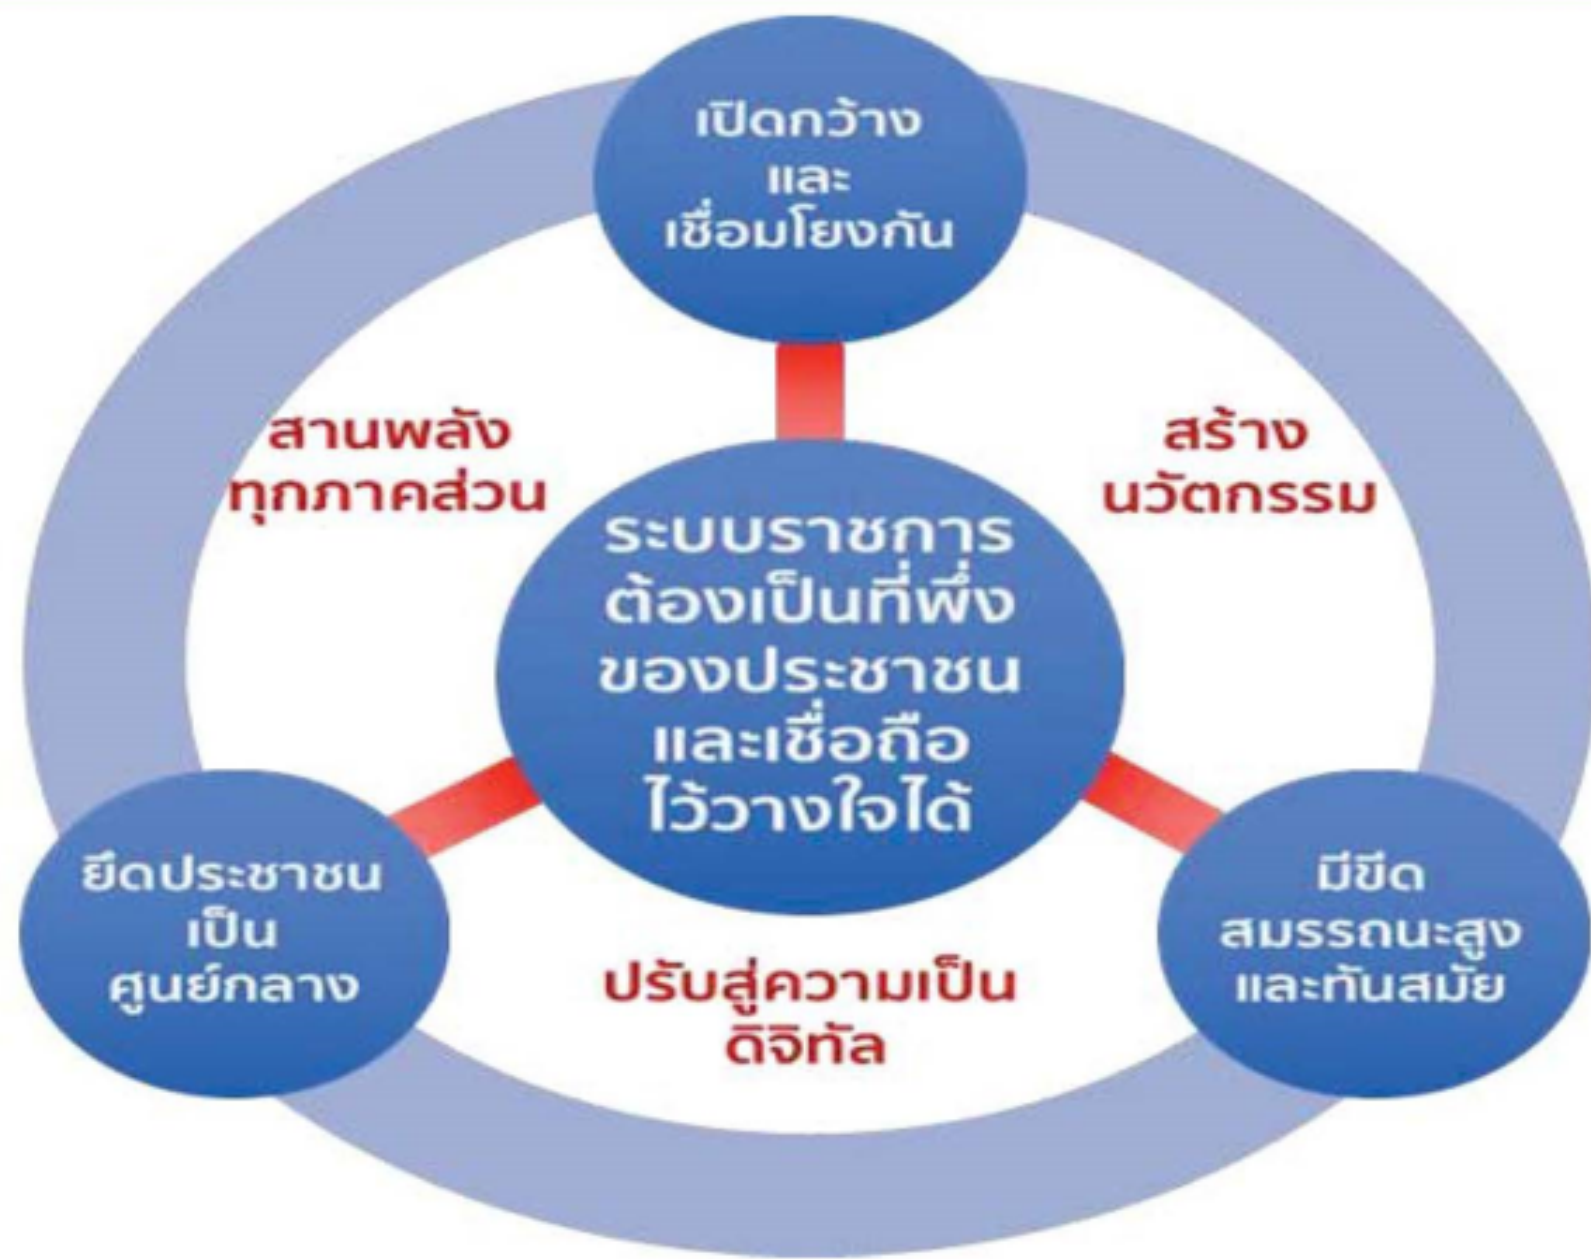 เปิดกว้าง
และ
เชื่อมโยงกัน
สานพลัง
ทุกภาคส่วน
สร้าง
นวัตกรรม
ระบบราชการ
ต้องเป็นที่พึ่ง
ของประชาชน
และเชื่อถือ
ไว้วางใจได้
ยึดประชาชน
เป็น
ศูนย์กลาง
มีขีด
สมรรถนะสูง
และทันสมัย
ปรับสู่ความเป็น
ดิจิทัล